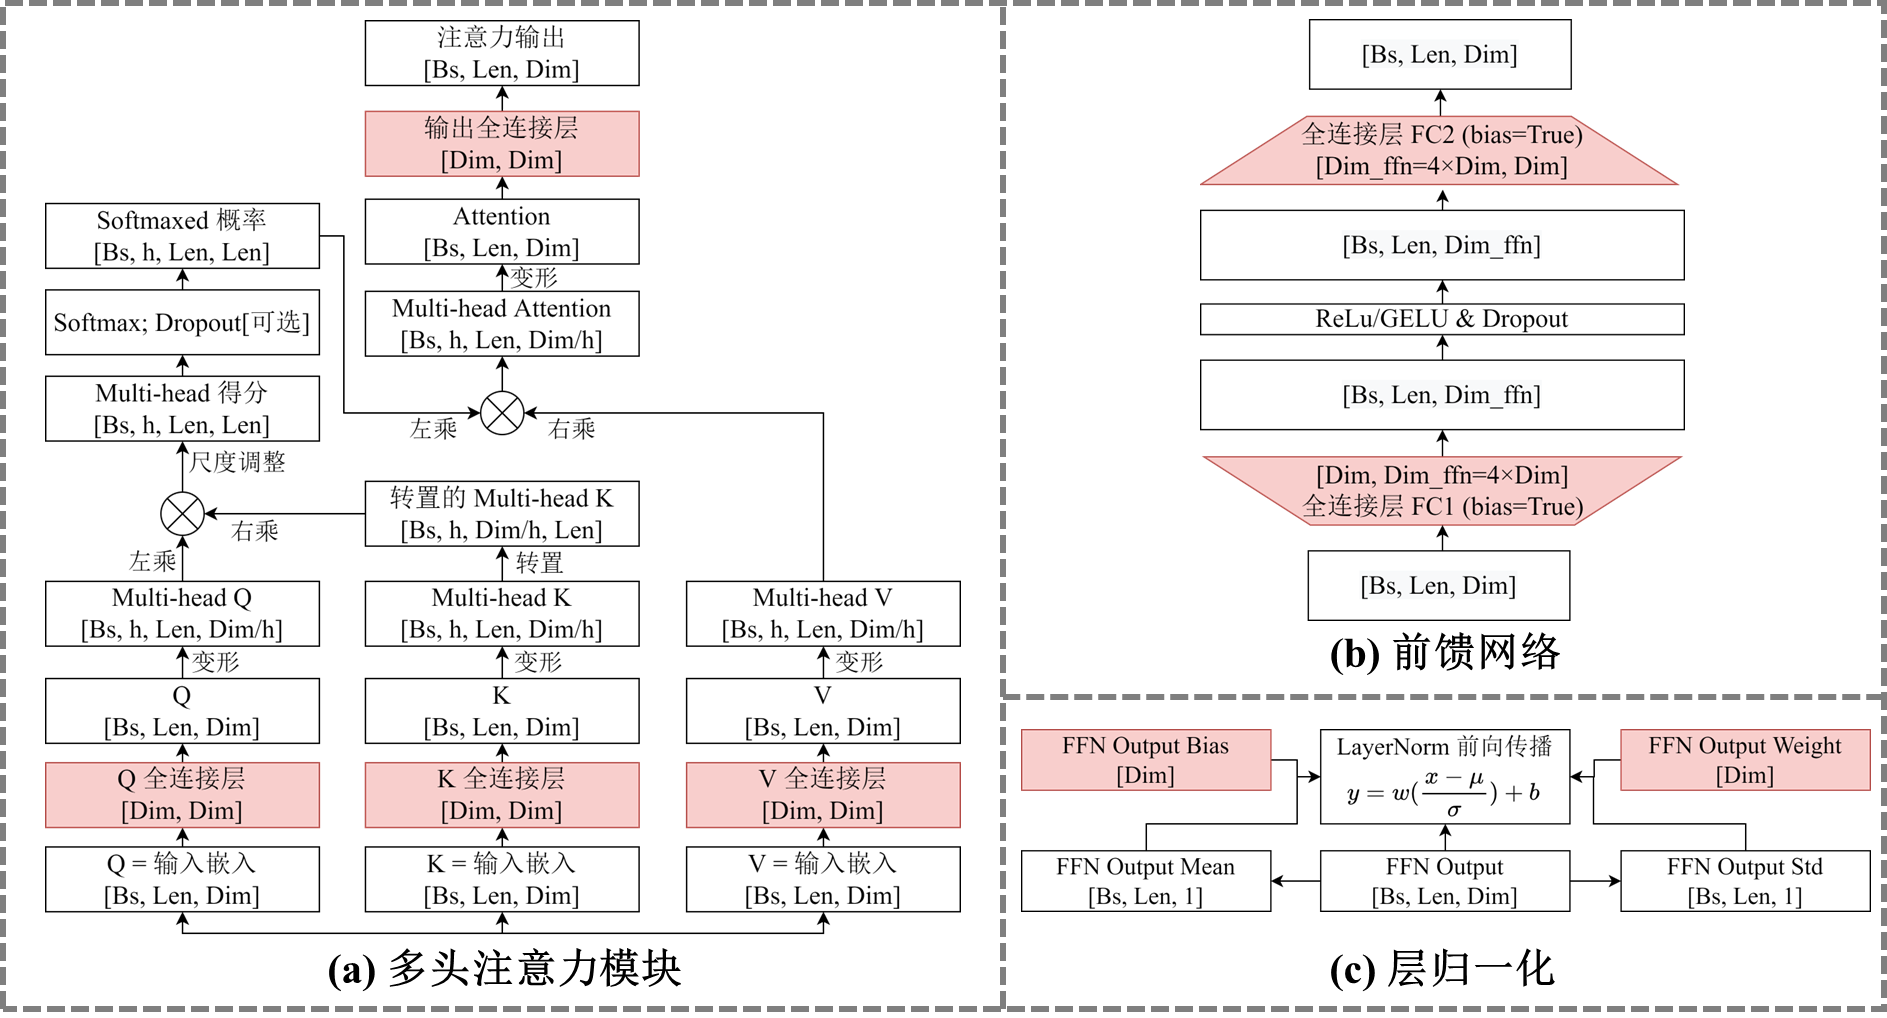 注意力输出
[Bs, Len, Dim]
输出全连接层
[Dim, Dim]
Softmaxed 概率
[Bs, h, Len, Len]
Attention
[Bs, Len, Dim]
变形
Softmax; Dropout[可选]
Multi-head Attention
[Bs, h, Len, Dim/h]
Multi-head 得分
[Bs, h, Len, Len]
左乘
右乘
尺度调整
转置的 Multi-head K
[Bs, h, Dim/h, Len]
右乘
左乘
转置
Multi-head Q
[Bs, h, Len, Dim/h]
Multi-head K
[Bs, h, Len, Dim/h]
Multi-head V
[Bs, h, Len, Dim/h]
变形
变形
变形
Q
[Bs, Len, Dim]
K
[Bs, Len, Dim]
V
[Bs, Len, Dim]
Q 全连接层
[Dim, Dim]
K 全连接层
[Dim, Dim]
V 全连接层
[Dim, Dim]
Q = 输入嵌入
[Bs, Len, Dim]
K = 输入嵌入
[Bs, Len, Dim]
V = 输入嵌入
[Bs, Len, Dim]
(a) 多头注意力模块
[Bs, Len, Dim]
全连接层 FC2 (bias=True)
[Dim_ffn=4×Dim, Dim]
[Bs, Len, Dim_ffn]
ReLu/GELU & Dropout
[Bs, Len, Dim_ffn]
[Dim, Dim_ffn=4×Dim]
全连接层 FC1 (bias=True)
[Bs, Len, Dim]
(b) 前馈网络
FFN Output Bias
[Dim]
LayerNorm 前向传播
y = w(\frac{x − μ}{σ}) + b
FFN Output Weight
[Dim]
FFN Output Mean
[Bs, Len, 1]
FFN Output
[Bs, Len, Dim]
FFN Output Std
[Bs, Len, 1]
(c) 层归一化